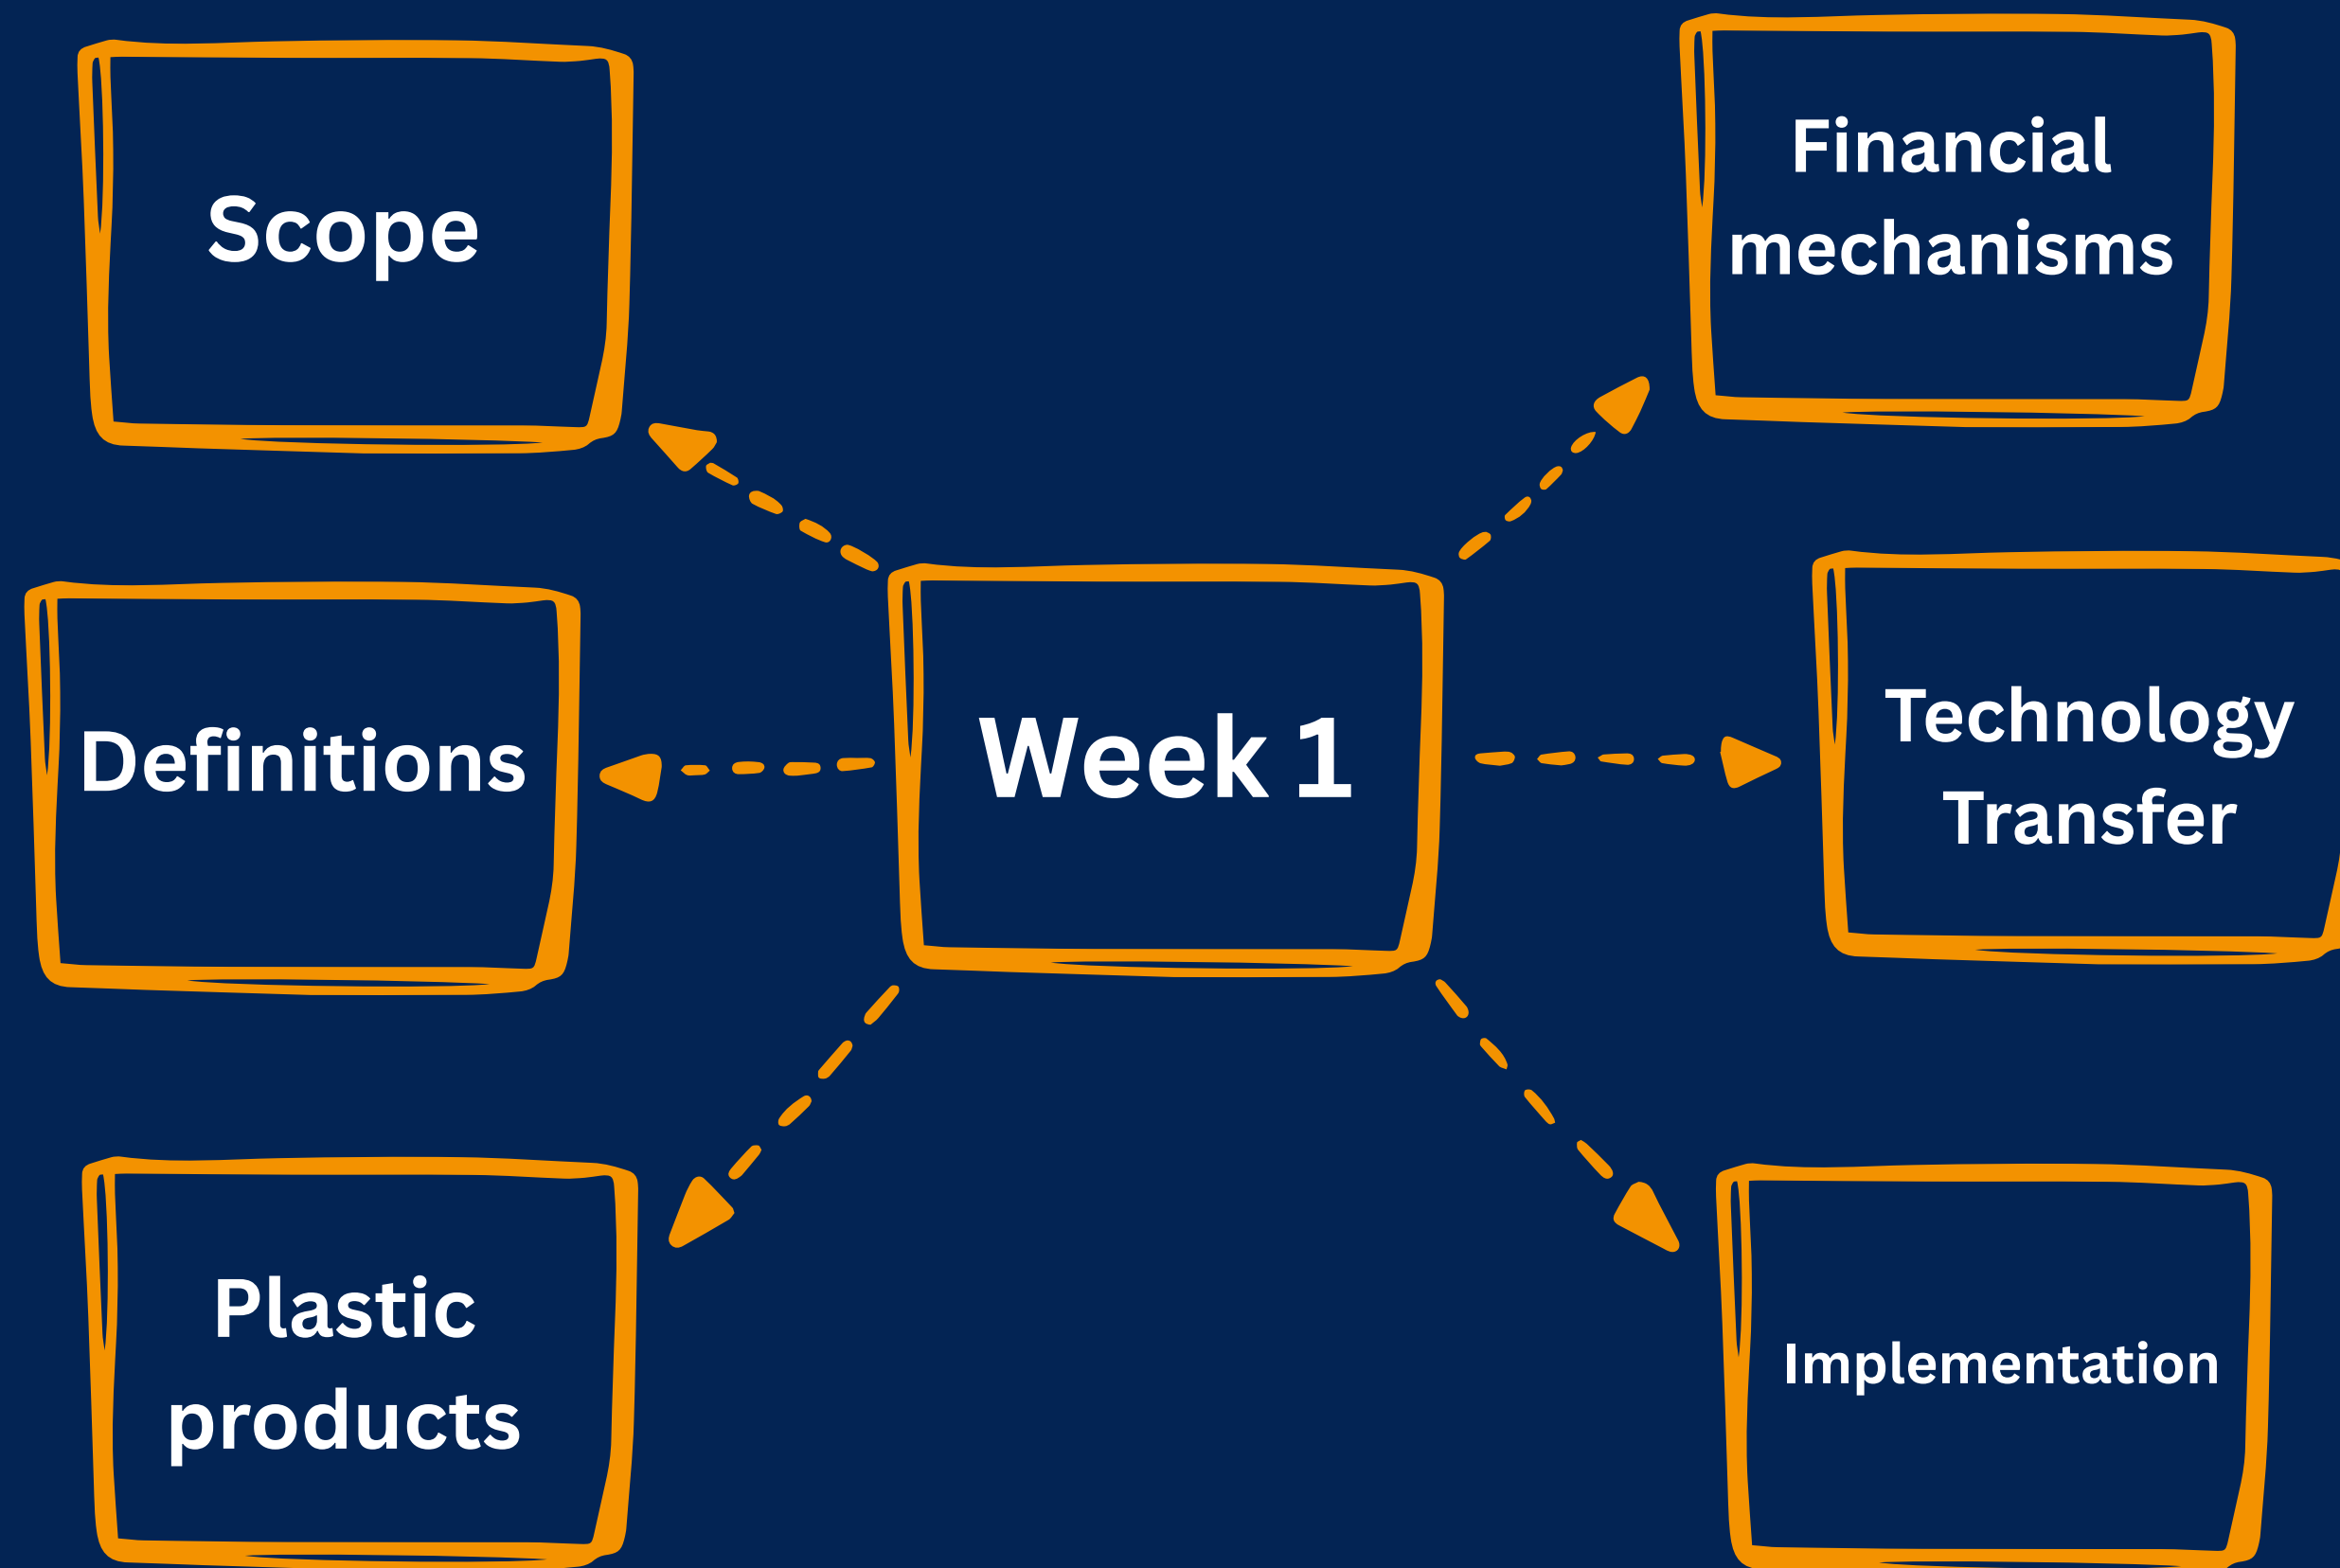 Scope
Financial
mechanisms
Definitions
Week 1
Technology
Transfer
Plastic
products
Implementation